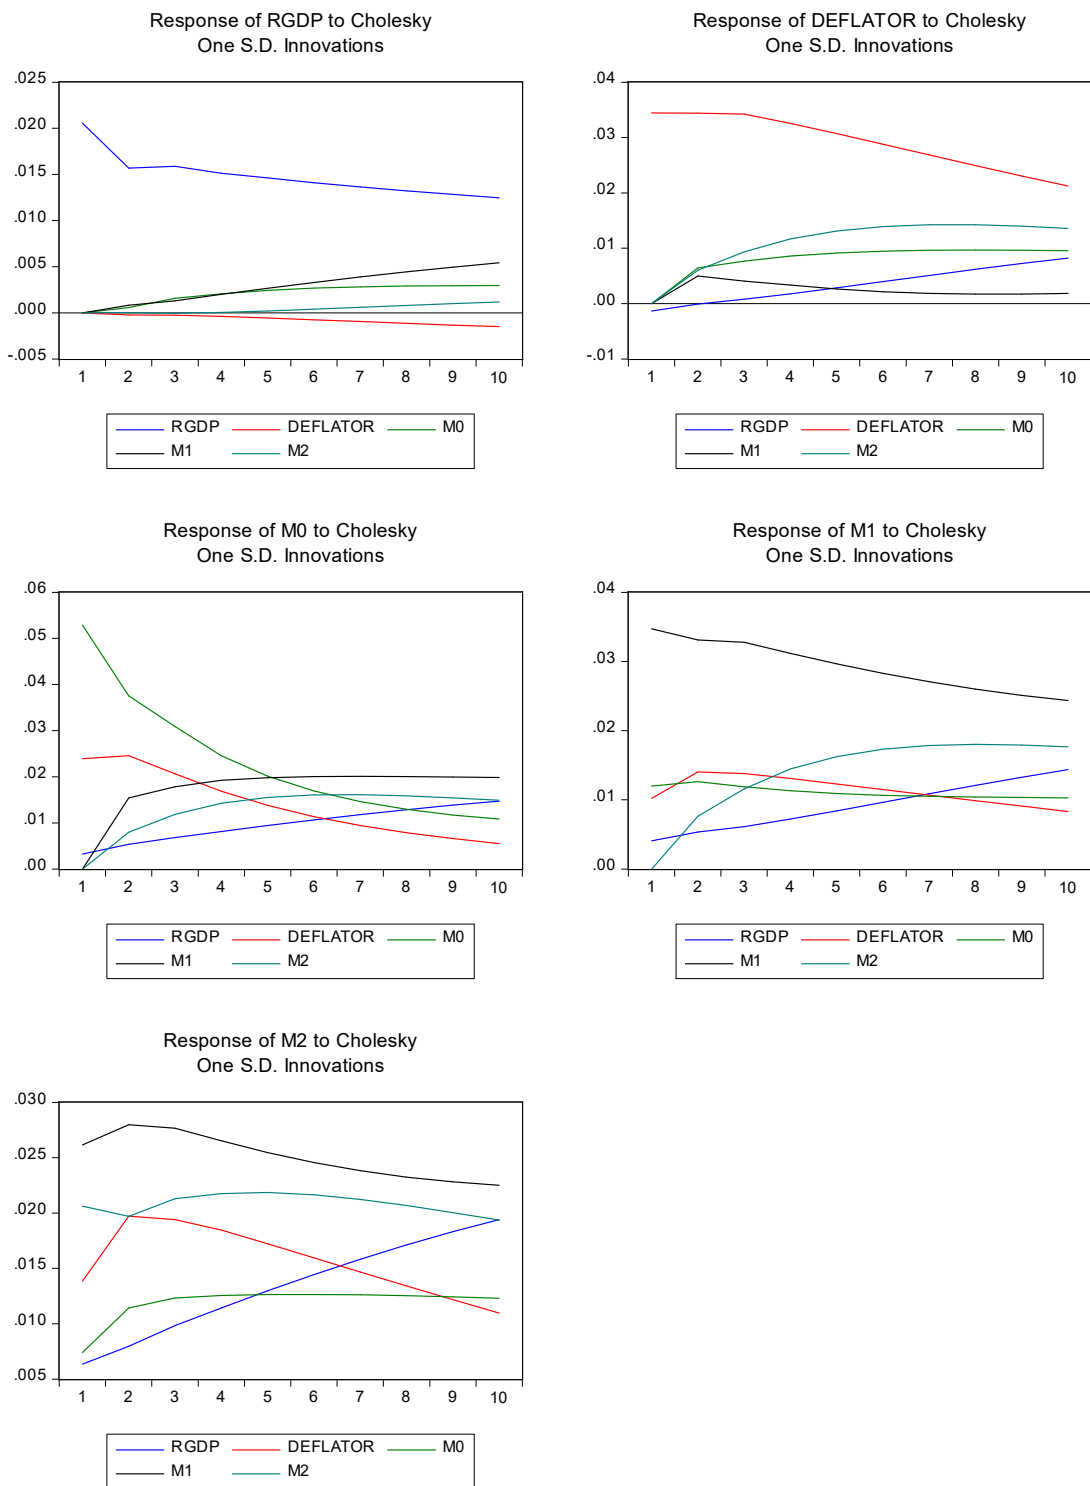 Response of RGDP to Cholesky
One S.D. Innovations
.025
.020
.015
.010
.005
.000
-.005
1 2 3 4 5 6 7 8 9 10
RGDP DEFLATOR M0
M1 M2
Response of DEFLATOR to Cholesky
One S.D. Innovations
.04
.03
.02
.01
.00
-.01
1 2 3 4 5 6 7 8 9 10
RGDP DEFLATOR M0
M1 M2
Response of M0 to Cholesky
One S.D. Innovations
.06
.05
.04
.03
.02
.01
.00
1 2 3 4 5 6 7 8 9 10
RGDP DEFLATOR M0
M1 M2
Response of M1 to Cholesky
One S.D. Innovations
.04
.03
.02
.01
.00
1 2 3 4 5 6 7 8 9 10
RGDP DEFLATOR M0
M1 M2
Response of M2 to Cholesky
One S.D. Innovations
.030
.025
.020
.015
.010
.005
1 2 3 4 5 6 7 8 9 10
RGDP DEFLATOR M0
M1 M2